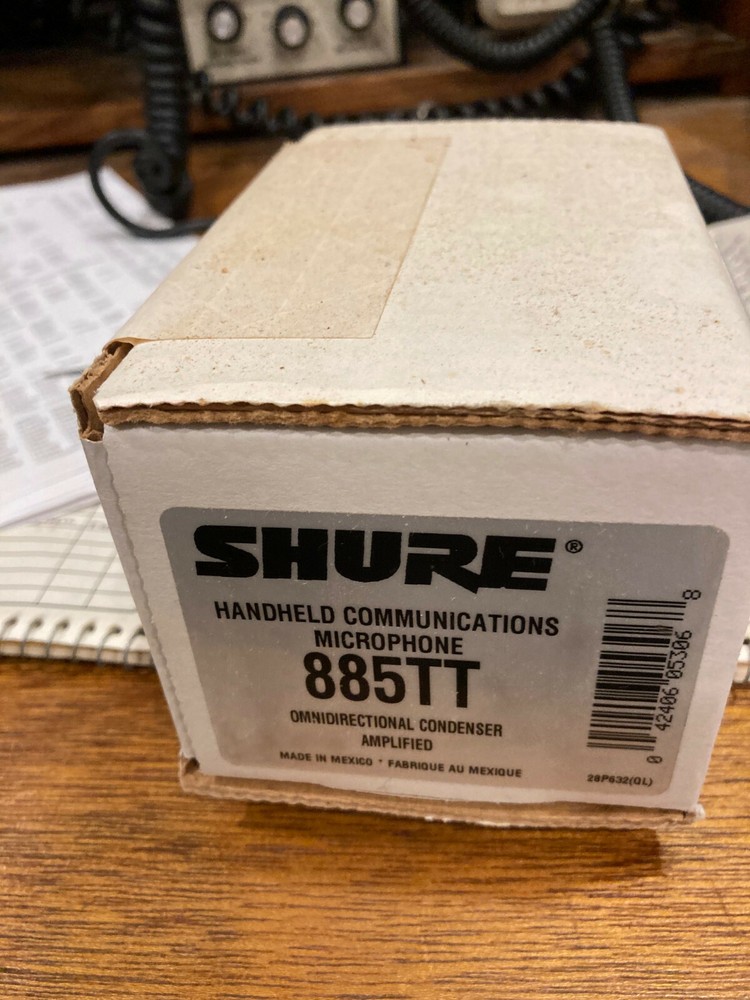 SHURE®
HANDHELD COMMUNICATIONS
MICROPHONE
885TT
OMNIDIRECTIONAL CONDENSER
AMPLIFIED
MADE IN MEXICO * FABRIQUE AU MEXIQUE
0 42406 05306 8
28P632(QL)